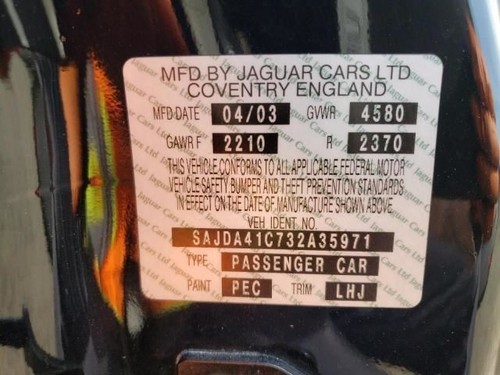 MFD BY JAGUAR CARS LTD
COVENTRY ENGLAND
MFD DATE 04/03 GVWR 4580
GAWR F 2210 R 2370
THIS VEHICLE CONFORMS TO ALL APPLICABLE FEDERAL MOTOR
VEHICLE SAFETY BUMPER AND THEFT PREVENTION STANDARDS
IN EFFECT ON THE DATE OF MANUFACTURE SHOWN ABOVE.
VEH IDENT NO.
SAJDA41C732A35971
TYPE PASSENGER CAR
PAINT PEC TRIM LHJ